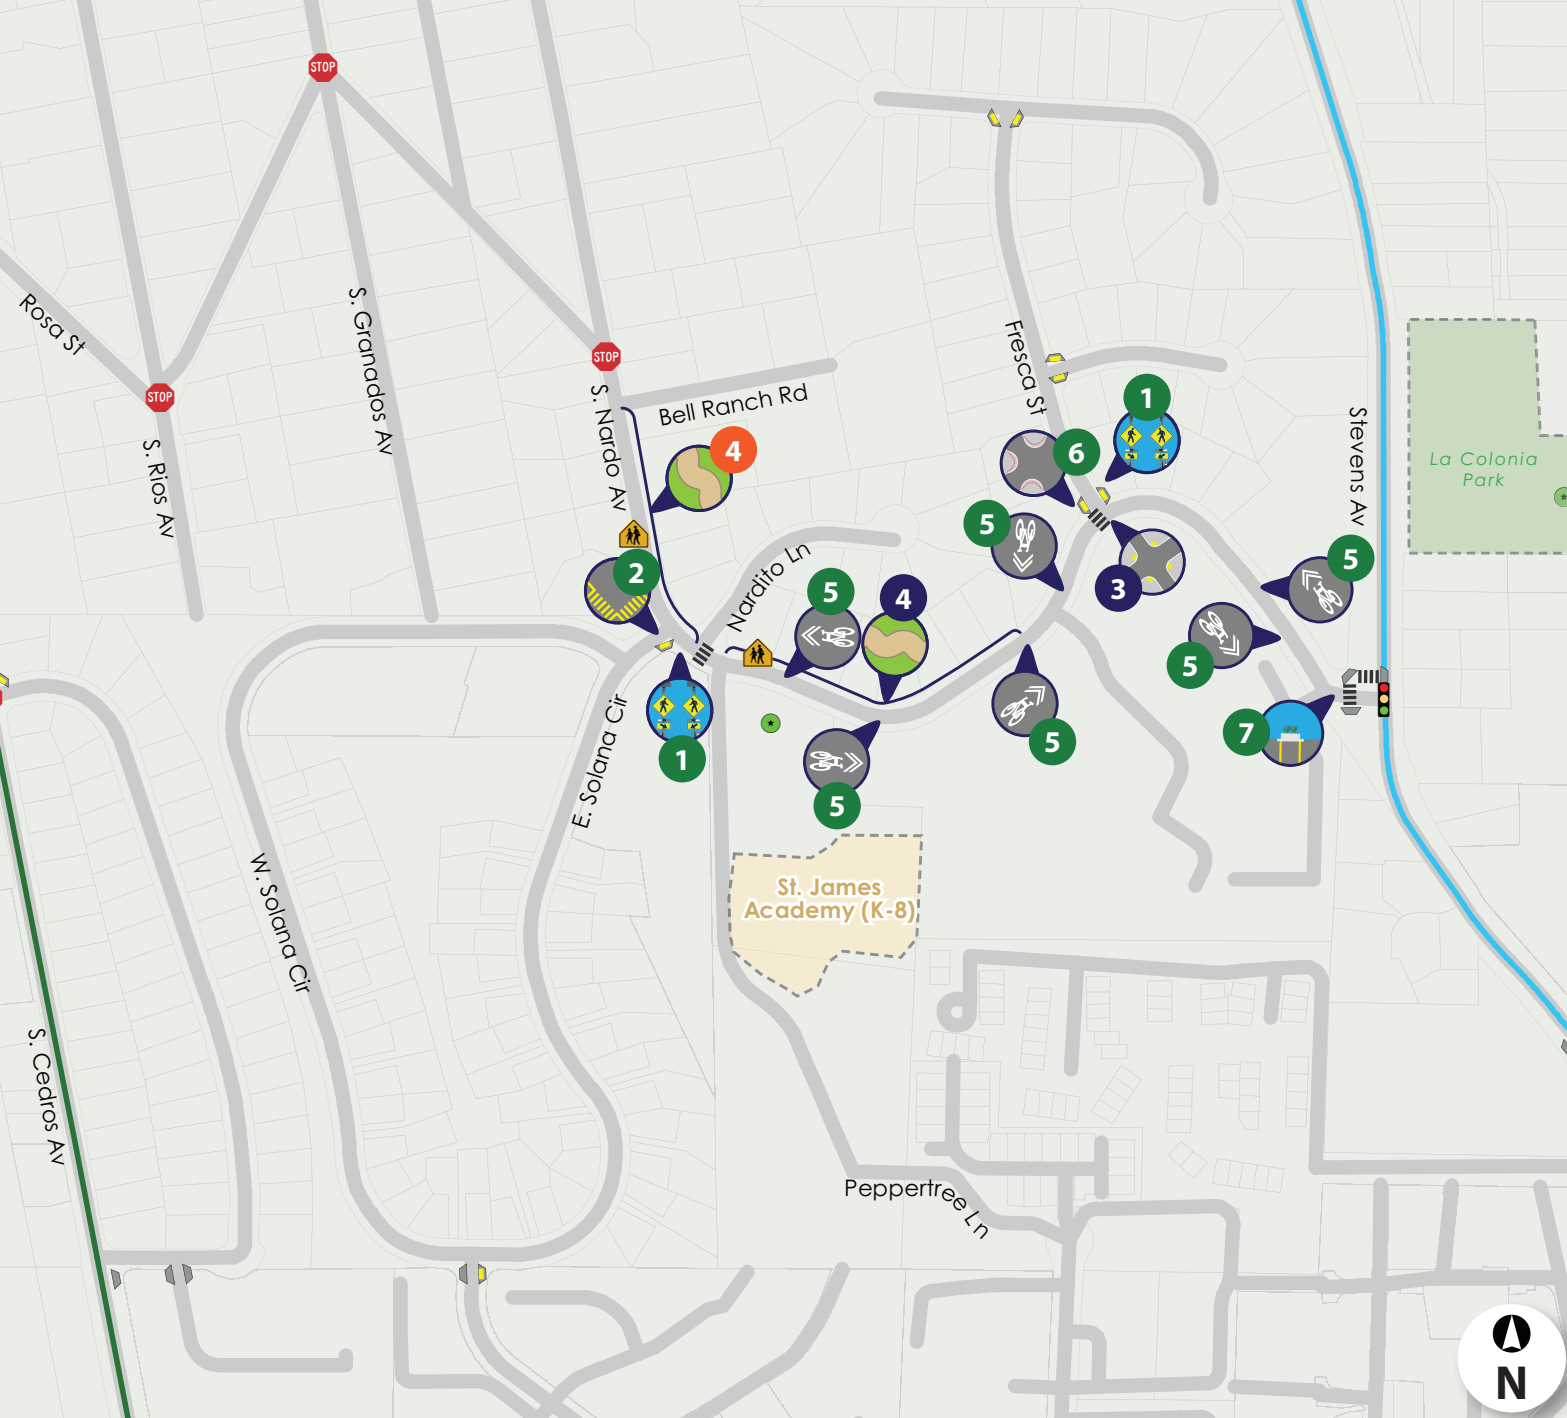 STOP
STOP
STOP
Rosa St
S. Rios Av
S. Granados Av
S. Nardo Av
Bell Ranch Rd
Fresca St
Stevens Av
La Colonia
Park
1
4
6
5
3
5
2
Nardito Ln
5
4
5
1
5
5
7
5
E. Solana Cir
W. Solana Cir
St. James
Academy (K-8)
S. Cedros Av
Peppertree Ln
N